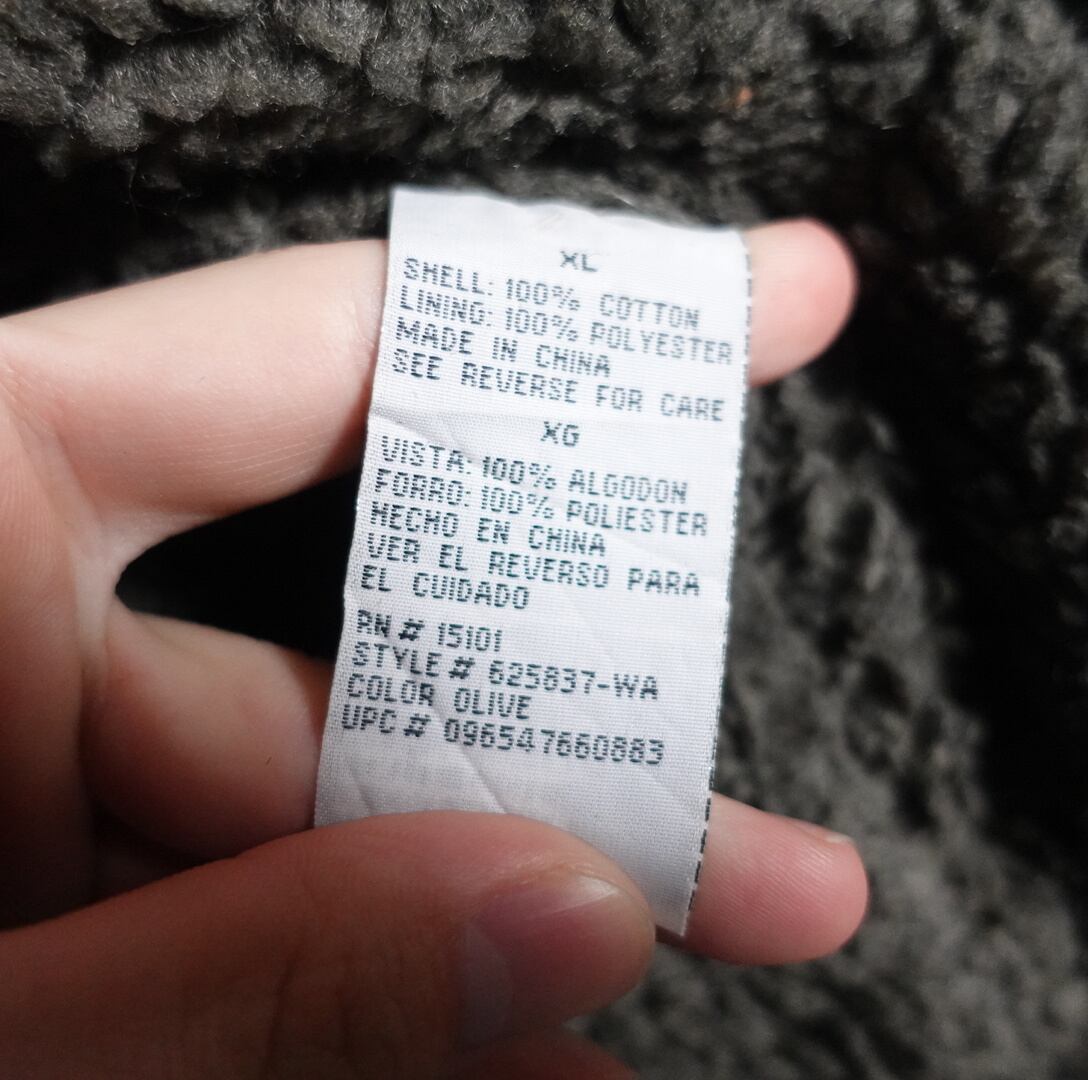 XL
SHELL: 100% COTTON
LINING: 100% POLYESTER
MADE IN CHINA
SEE REVERSE FOR CARE
XG
VISTA: 100% ALGODON
FORRO: 100% POLIESTER
HECHO EN CHINA
VER EL REVERSO PARA
EL CUIDADO
RN # 15101
STYLE # 625837-WA
COLOR OLIVE
UPC # 096547660883